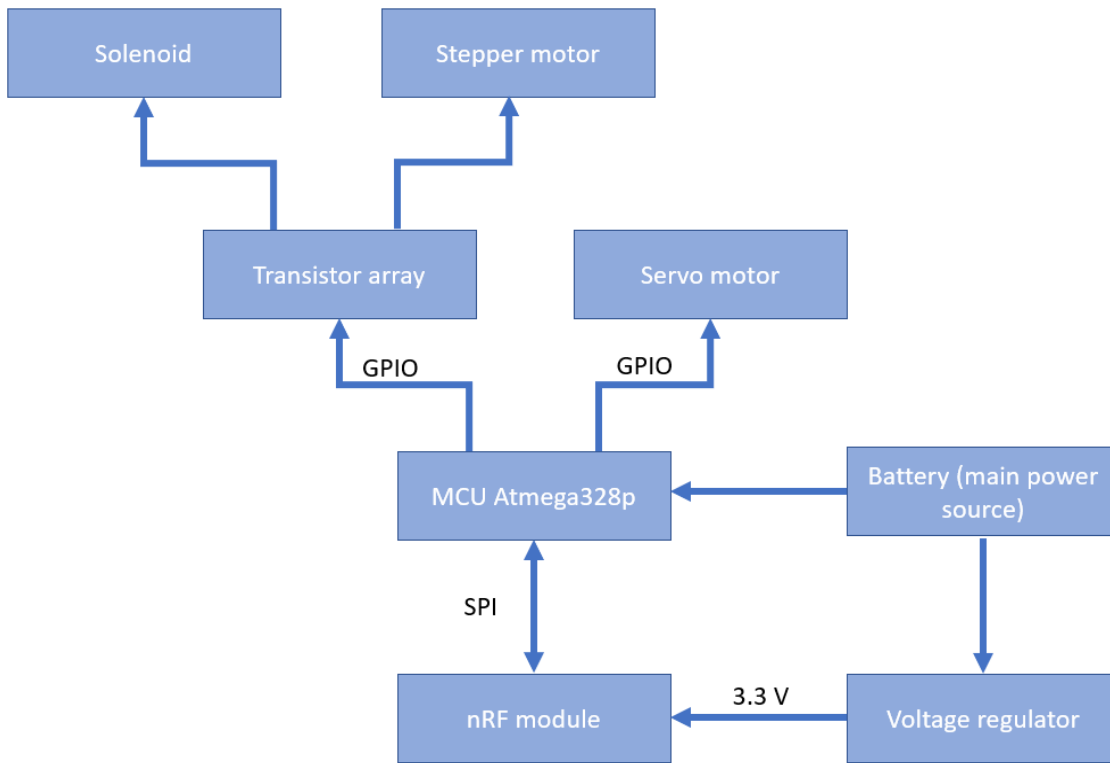 Solenoid
Stepper motor
Transistor array
Servo motor
GPIO
GPIO
MCU Atmega328p
Battery (main power
source)
SPI
nRF module
3.3 V
Voltage regulator